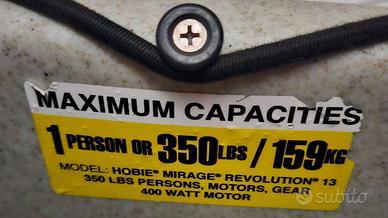 MAXIMUM CAPACITIES
1 PERSON OR 350LBS / 159KG
MODEL: HOBIE® MIRAGE® REVOLUTION® 13
350 LBS PERSONS, MOTORS, GEAR
400 WATT MOTOR
subito